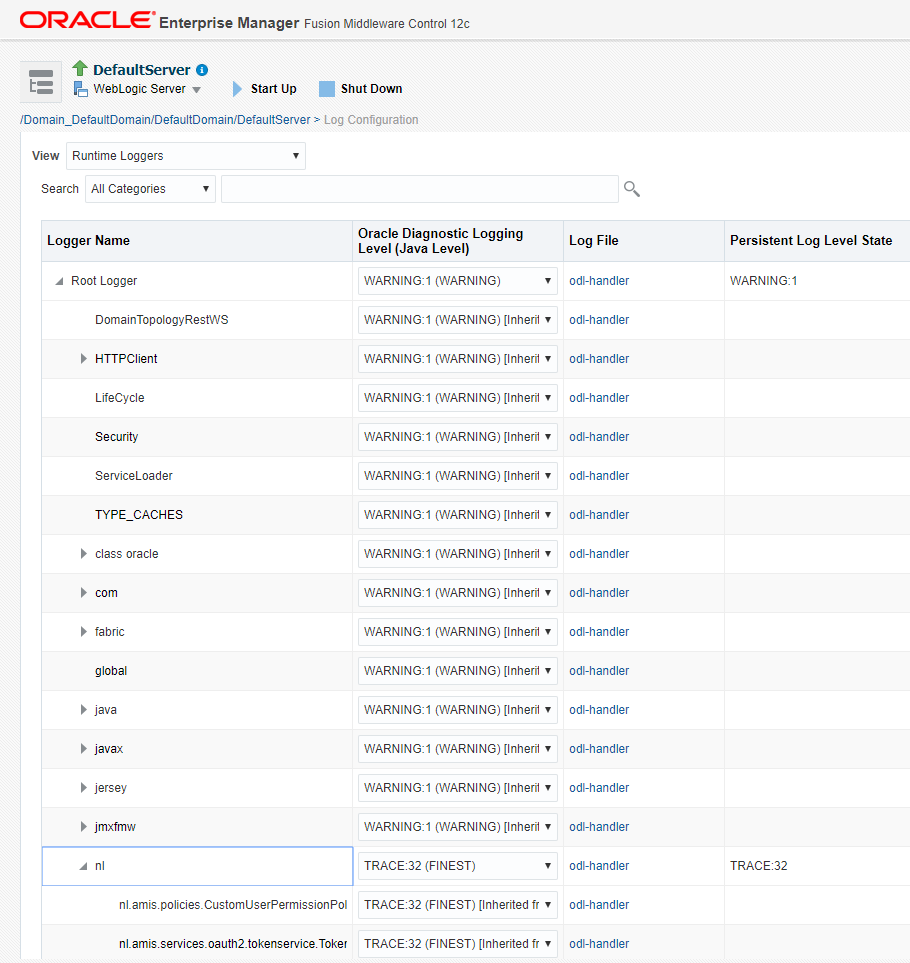 ORACLE Enterprise Manager Fusion Middleware Control 12c
DefaultServer
WebLogic Server Start Up Shut Down
/Domain_DefaultDomain/DefaultDomain/DefaultServer > Log Configuration
View Runtime Loggers
Search All Categories
Logger Name Oracle Diagnostic Logging Level (Java Level) Log File Persistent Log Level State
Root Logger WARNING:1 (WARNING) odl-handler WARNING:1
DomainTopologyRestWS WARNING:1 (WARNING) [Inherit odl-handler
HTTPClient WARNING:1 (WARNING) [Inherit odl-handler
LifeCycle WARNING:1 (WARNING) [Inherit odl-handler
Security WARNING:1 (WARNING) [Inherit odl-handler
ServiceLoader WARNING:1 (WARNING) [Inherit odl-handler
TYPE_CACHES WARNING:1 (WARNING) [Inherit odl-handler
class oracle WARNING:1 (WARNING) [Inherit odl-handler
com WARNING:1 (WARNING) [Inherit odl-handler
fabric WARNING:1 (WARNING) [Inherit odl-handler
global WARNING:1 (WARNING) [Inherit odl-handler
java WARNING:1 (WARNING) [Inherit odl-handler
javax WARNING:1 (WARNING) [Inherit odl-handler
jersey WARNING:1 (WARNING) [Inherit odl-handler
jmxfmw WARNING:1 (WARNING) [Inherit odl-handler
nl TRACE:32 (FINEST) odl-handler TRACE:32
nl.amis.policies.CustomUserPermissionPol TRACE:32 (FINEST) [Inherited fr odl-handler
nl.amis.services.oauth2.tokenservice.Token TRACE:32 (FINEST) [Inherited fr odl-handler